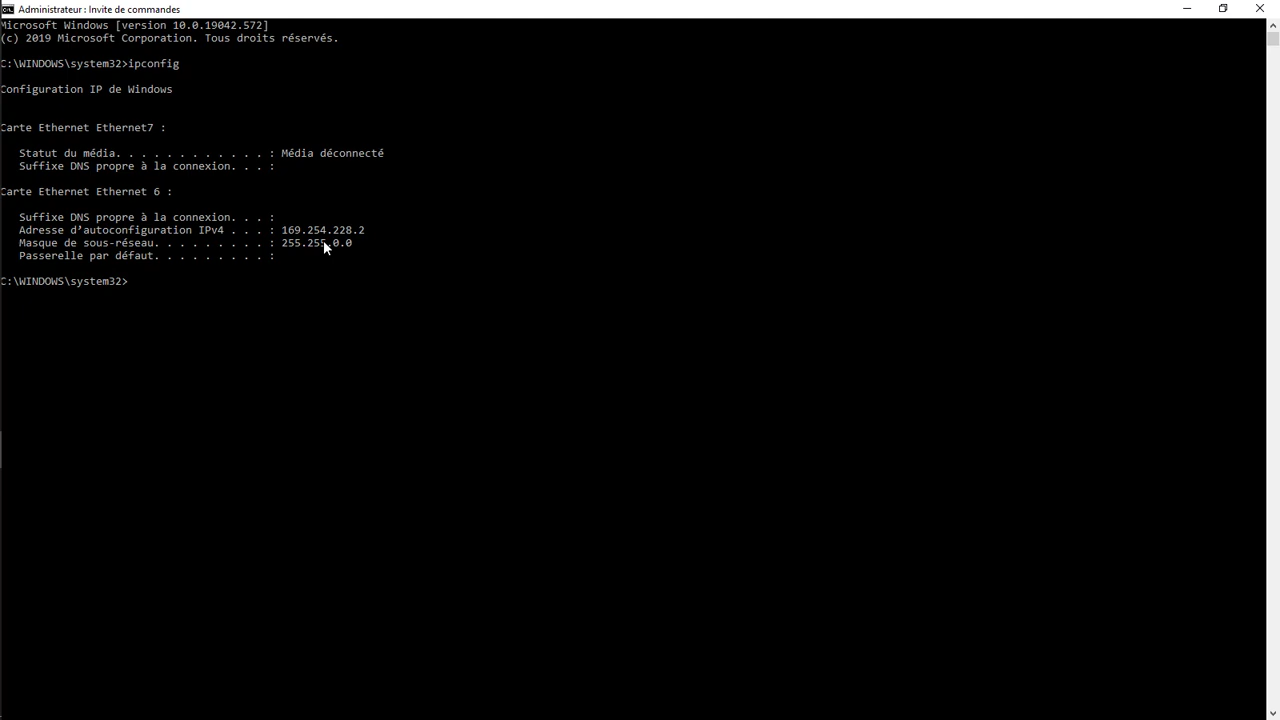 Administrateur : Invite de commandes
Microsoft Windows [version 10.0.19042.572]
(c) 2019 Microsoft Corporation. Tous droits réservés.
C:\WINDOWS\system32>ipconfig
Configuration IP de Windows
Carte Ethernet Ethernet7 :
Statut du média. . . . . . . . . . . . : Média déconnecté
Suffixe DNS propre à la connexion. . . :
Carte Ethernet Ethernet 6 :
Suffixe DNS propre à la connexion. . . :
Adresse d’autoconfiguration IPv4 . . . : 169.254.228.2
Masque de sous-réseau. . . . . . . . . : 255.255.0.0
Passerelle par défaut. . . . . . . . . :
C:\WINDOWS\system32>